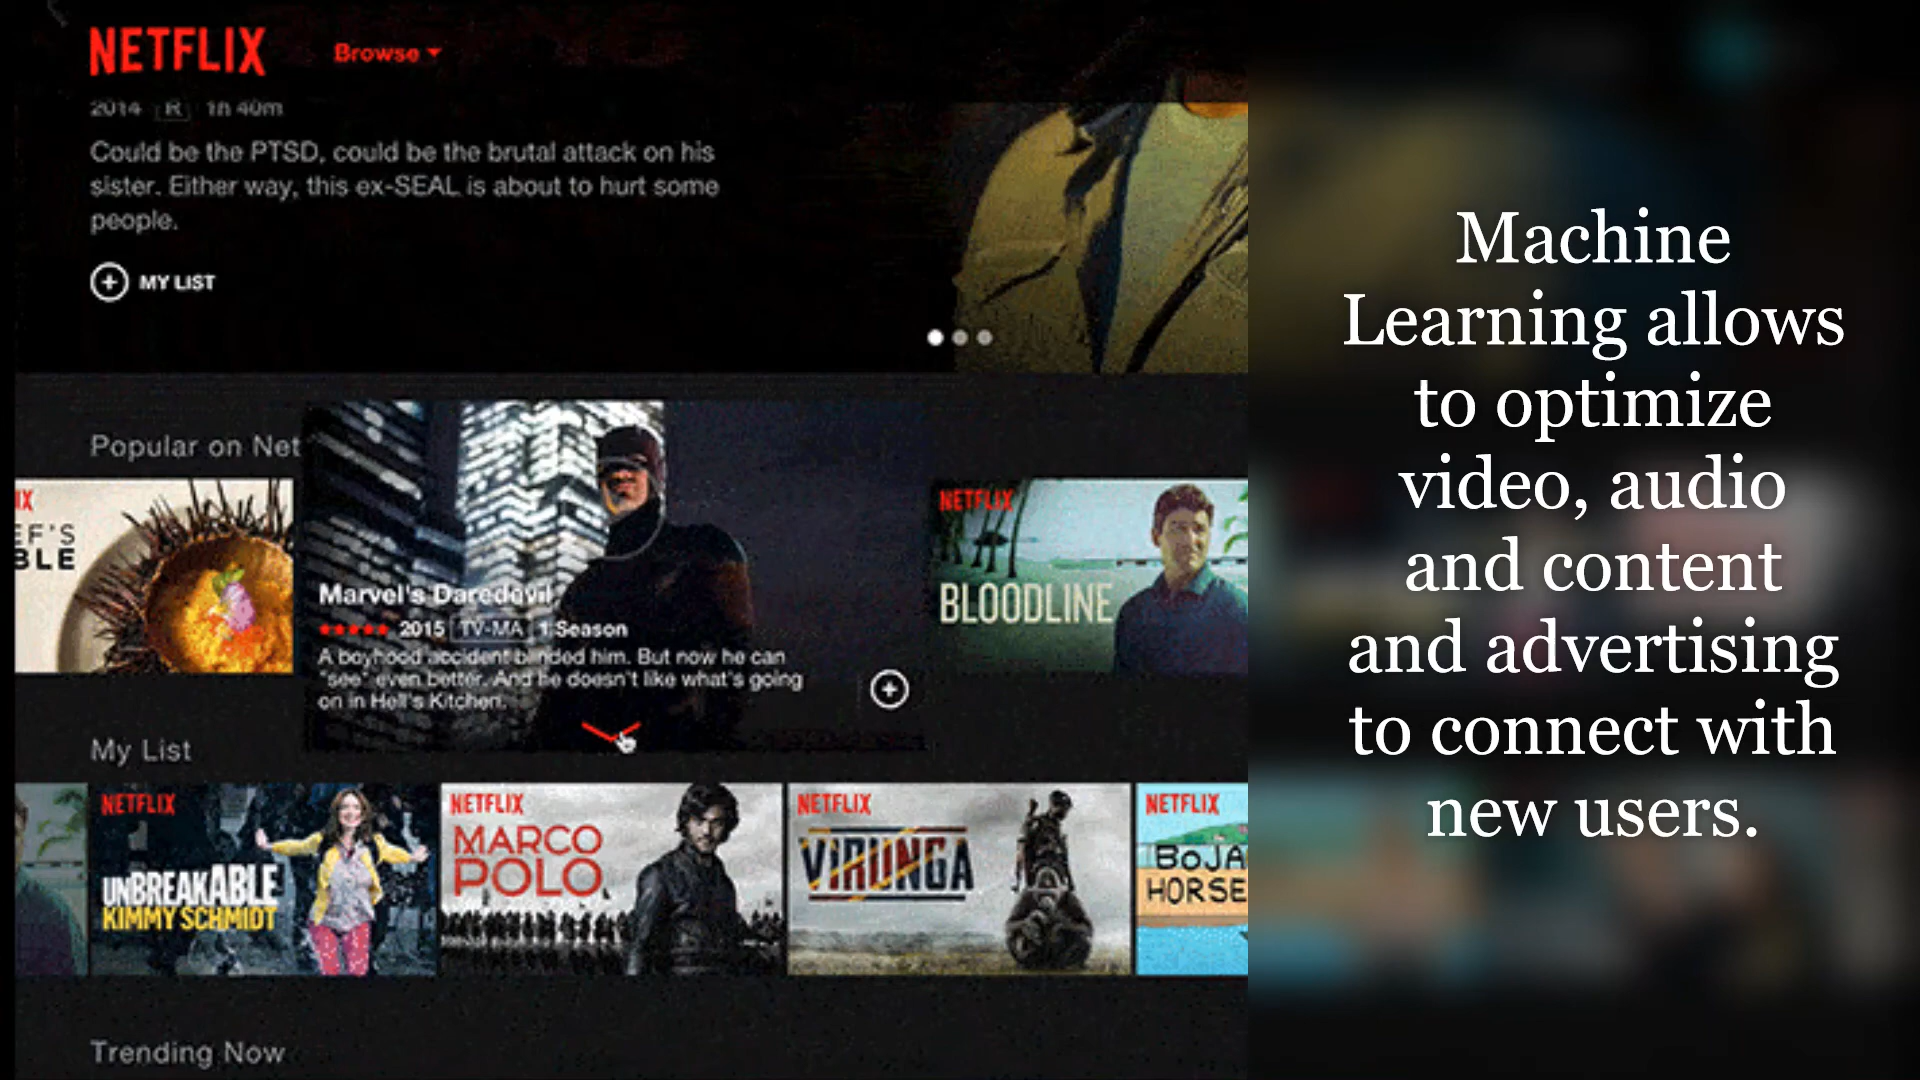 NETFLIX
Browse
2014 R 1h 40m
Could be the PTSD, could be the brutal attack on his
sister. Either way, this ex-SEAL is about to hurt some
people.
MY LIST
Popular on Net
IX
EF'S
BLE
Marvel's Daredevil
2015 TV-MA 1 Season
A boyhood accident blinded him. But now he can
"see" even better. And he doesn't like what's going
on in Hell's Kitchen.
NETFLIX
BLOODLINE
My List
NETFLIX
UNBREAKABLE
KIMMY SCHMIDT
NETFLIX
MARCO
POLO
NETFLIX
VIRUNGA
NETFLIX
BOJA
HORSE
Trending Now
Machine
Learning allows
to optimize
video, audio
and content
and advertising
to connect with
new users.